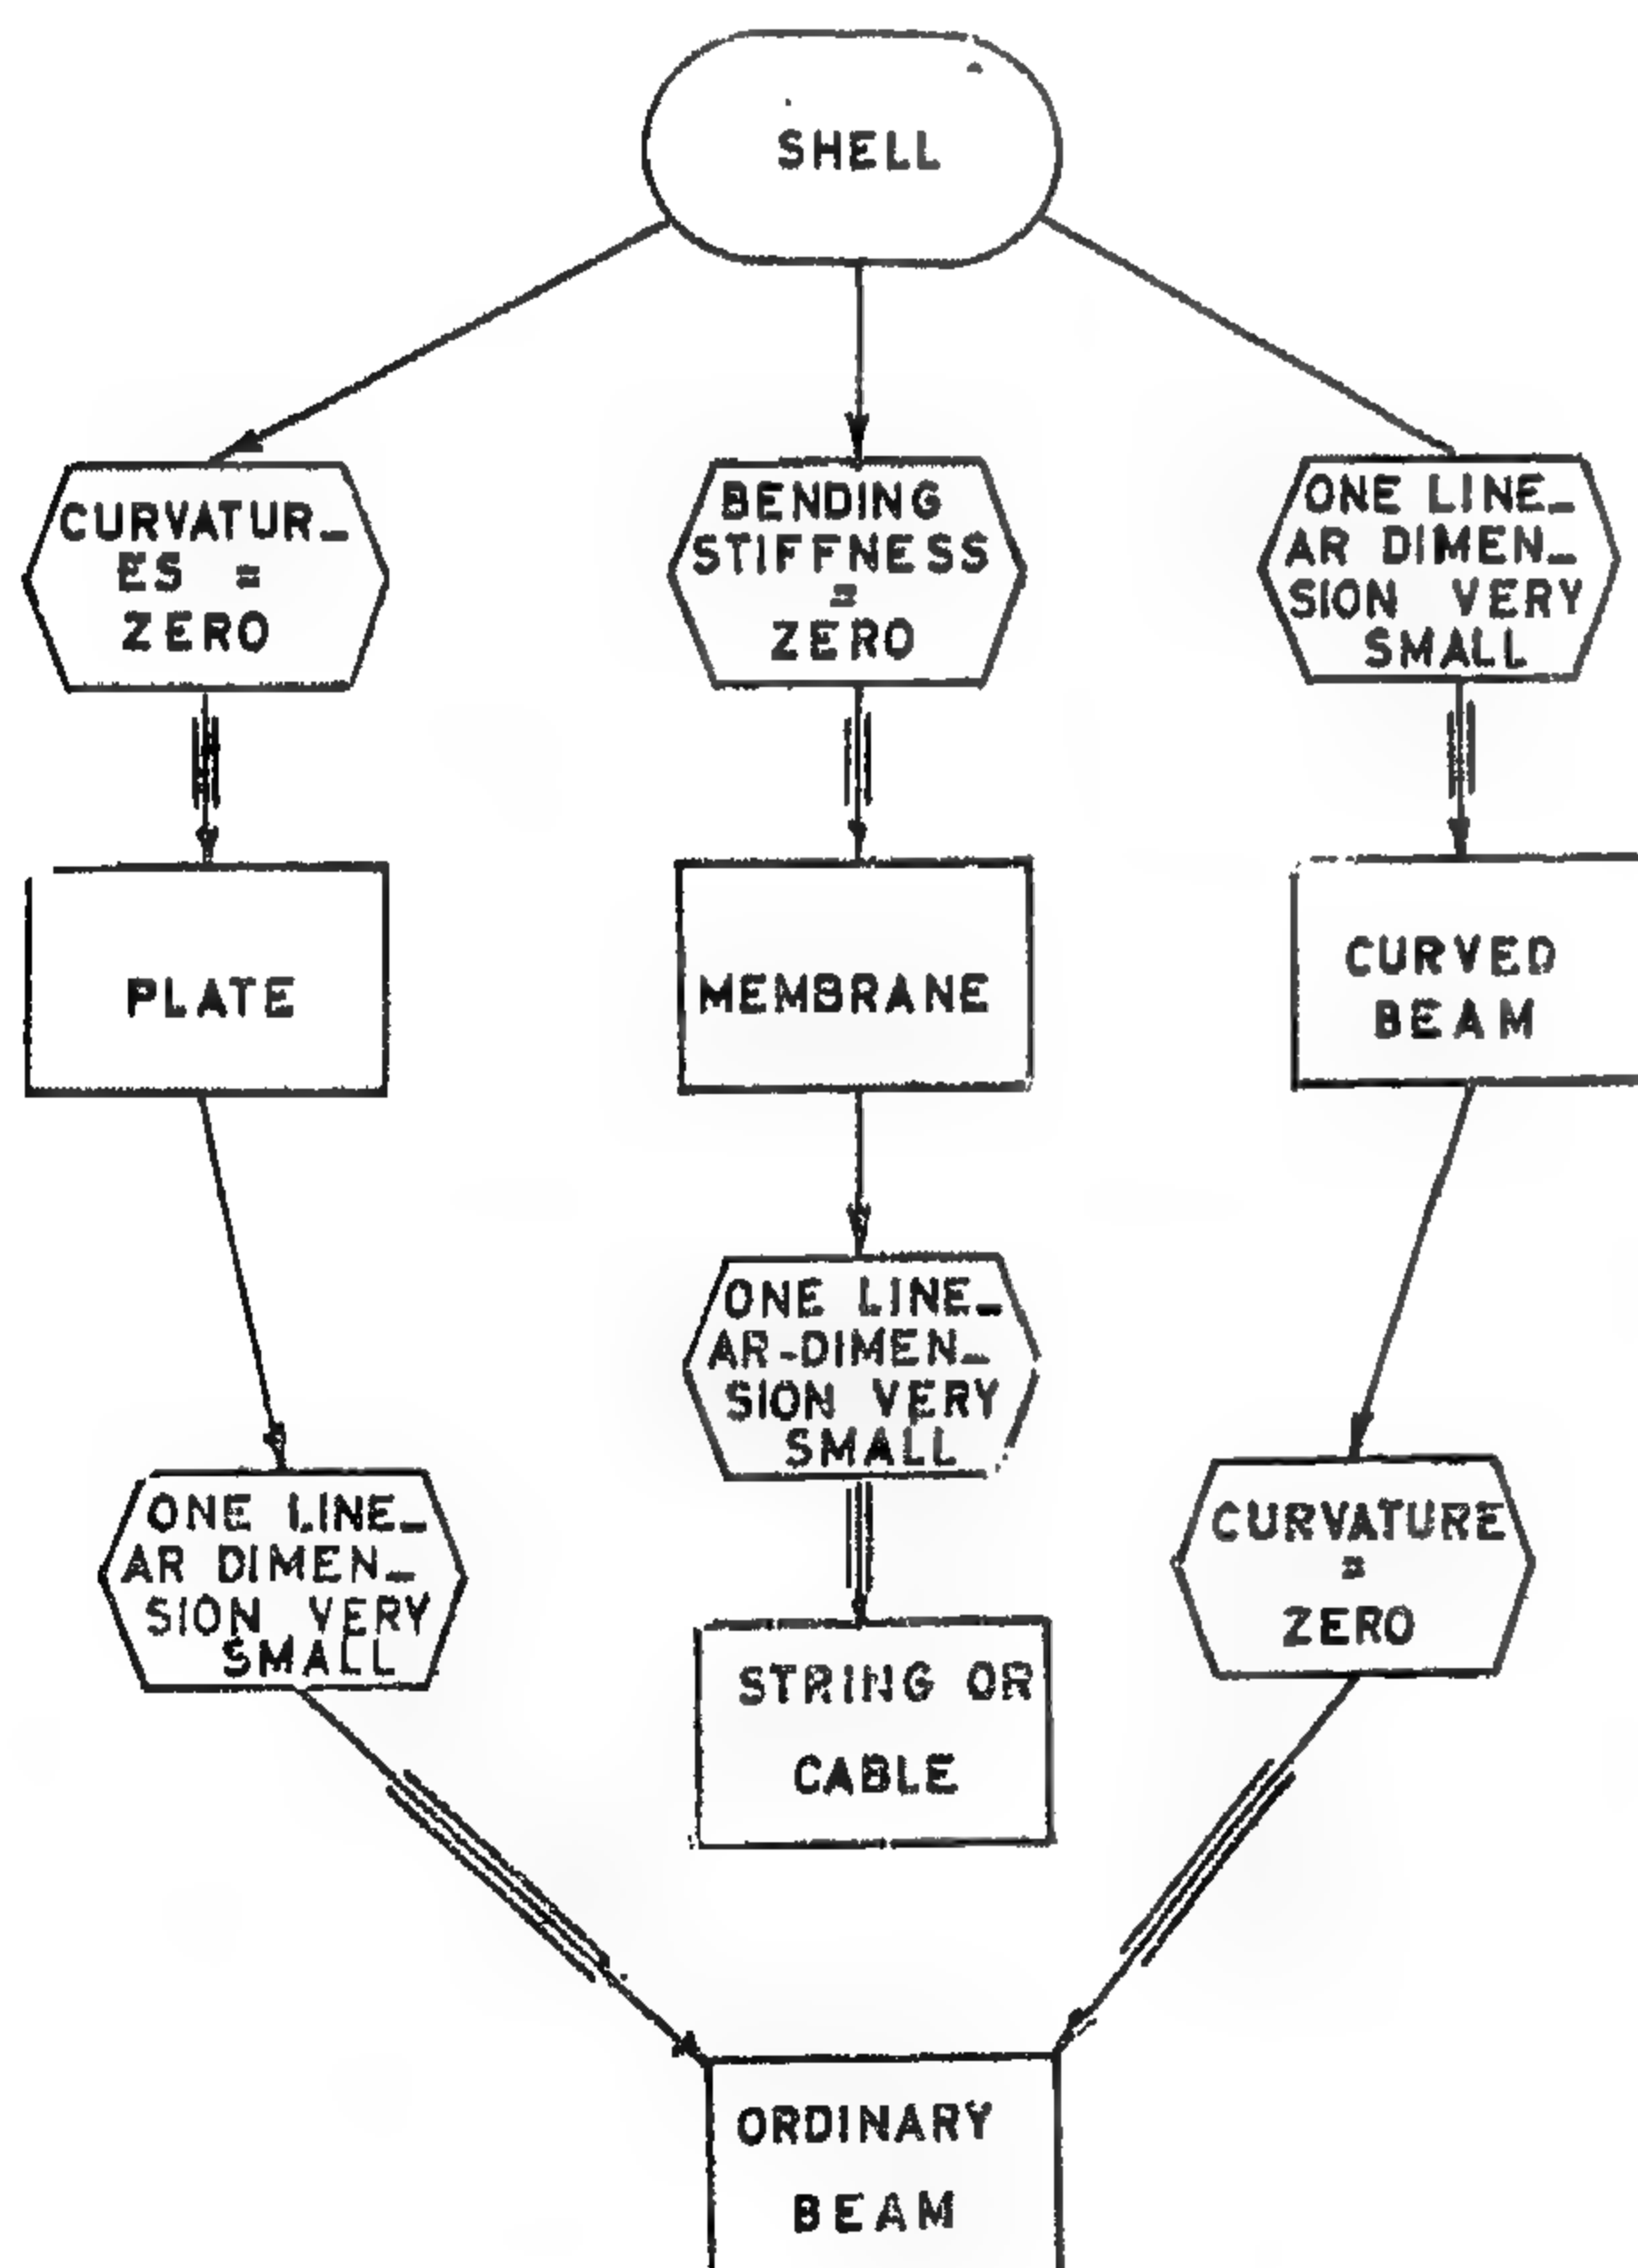 SHELL
CURVATUR_
ES =
ZERO
BENDING
STIFFNESS
=
ZERO
ONE LINE_
AR DIMEN_
SION VERY
SMALL
PLATE
MEMBRANE
CURVED
BEAM
ONE LINE_
AR-DIMEN_
SION VERY
SMALL
ONE LINE_
AR DIMEN_
SION VERY
SMALL
CURVATURE
=
ZERO
STRING OR
CABLE
ORDINARY
BEAM